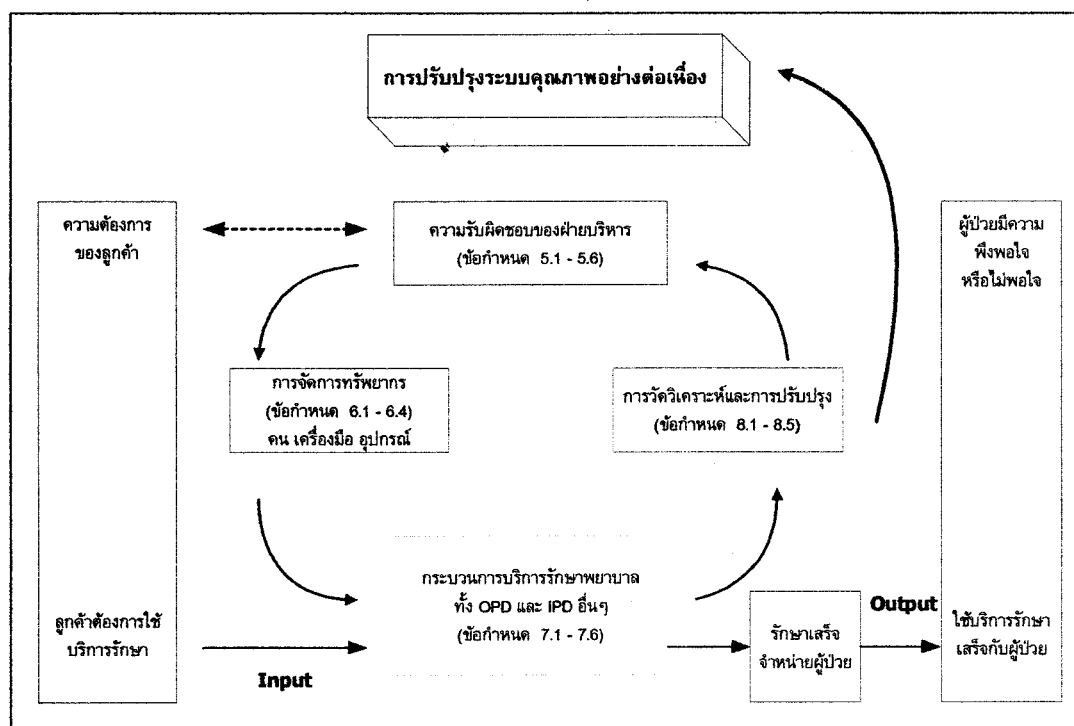 การปรับปรุงระบบคุณภาพอย่างต่อเนื่อง
ความต้องการ
ของลูกค้า
ความรับผิดชอบของฝ่ายบริหาร
(ข้อกำหนด 5.1 - 5.6)
ผู้ป่วยมีความ
พึงพอใจ
หรือไม่พอใจ
การจัดการทรัพยากร
(ข้อกำหนด 6.1 - 6.4)
คน เครื่องมือ อุปกรณ์
การวัดวิเคราะห์และการปรับปรุง
(ข้อกำหนด 8.1 - 8.5)
กระบวนการบริการรักษาพยาบาล
ทั้ง OPD และ IPD อื่นๆ
(ข้อกำหนด 7.1 - 7.6)
ลูกค้าต้องการใช้
บริการรักษา
Input
รักษาเสร็จ
จำหน่ายผู้ป่วย
Output
ใช้บริการรักษา
เสร็จกับผู้ป่วย